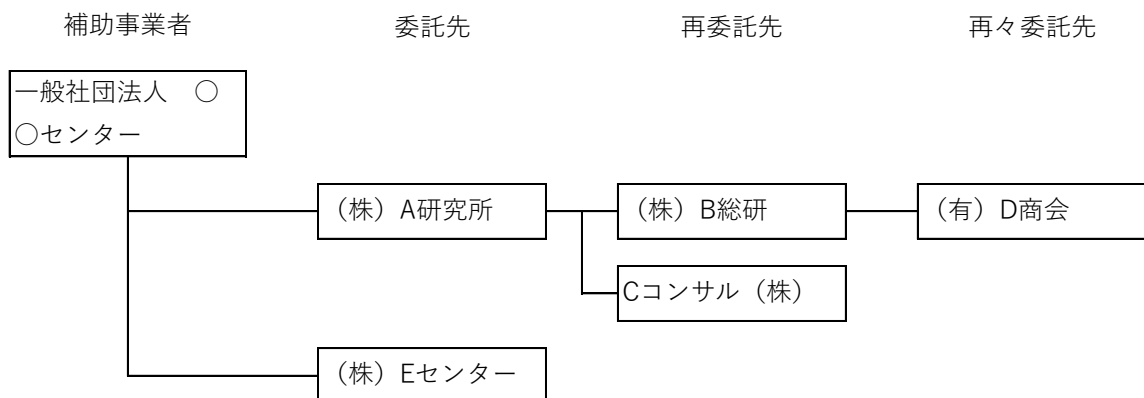 補助事業者
委託先
再委託先
再々委託先
一般社団法人　○
○センター
（株）A研究所
（株）B総研
（有）D商会
Cコンサル（株）
（株）Eセンター